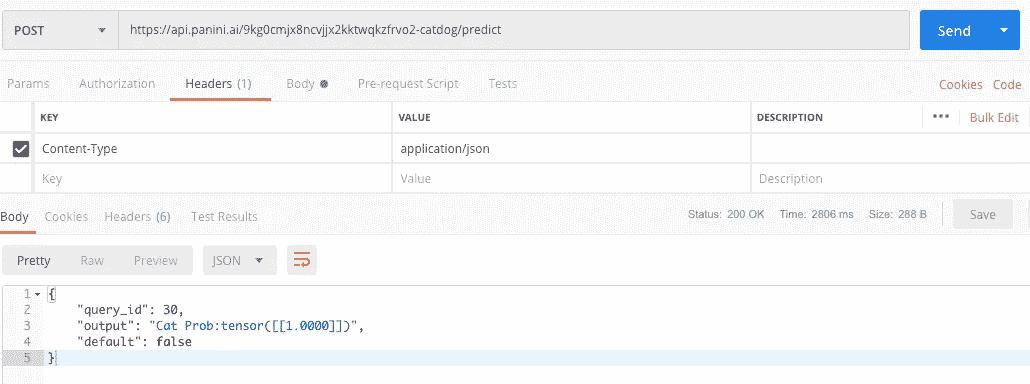 POST https://api.panini.ai/9kg0cmjx8ncvjjx2kktwqkzfrvo2-catdog/predict Send
Params Authorization Headers (1) Body Pre-request Script Tests Cookies Code
KEY VALUE DESCRIPTION ••• Bulk Edit
Content-Type application/json
Key Value Description
Body Cookies Headers (6) Test Results Status: 200 OK Time: 2806 ms Size: 288 B Save
Pretty Raw Preview JSON
1 {
2 "query_id": 30,
3 "output": "Cat Prob:tensor([[1.0000]])",
4 "default": false
5 }